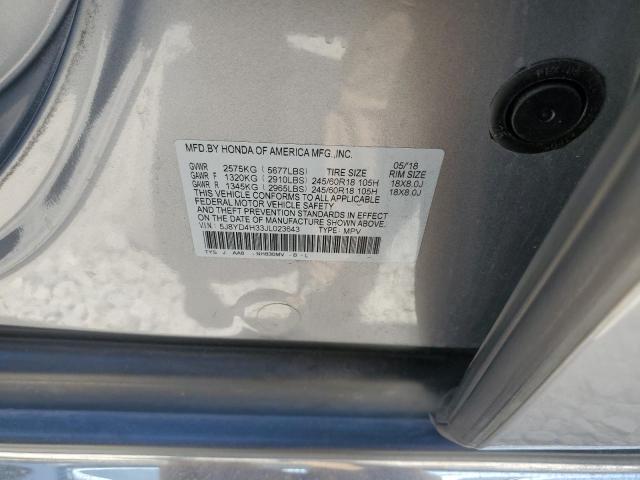 MFD.BY HONDA OF AMERICA MFG.,INC. 05/'18
GVWR 2575KG ( 5677LBS) TIRE SIZE RIM SIZE
GAWR F 1320KG ( 2910LBS) 245/60R18 105H 18X8.0J
GAWR R 1345KG ( 2965LBS) 245/60R18 105H 18X8.0J
THIS VEHICLE CONFORMS TO ALL APPLICABLE
FEDERAL MOTOR VEHICLE SAFETY
AND THEFT PREVENTION STANDARDS IN EFFECT
ON THE DATE OF MANUFACTURE SHOWN ABOVE.
VIN: 5J8YD4H33JL023643 TYPE: MPV
TYS J AA0 NH830MV -B -L